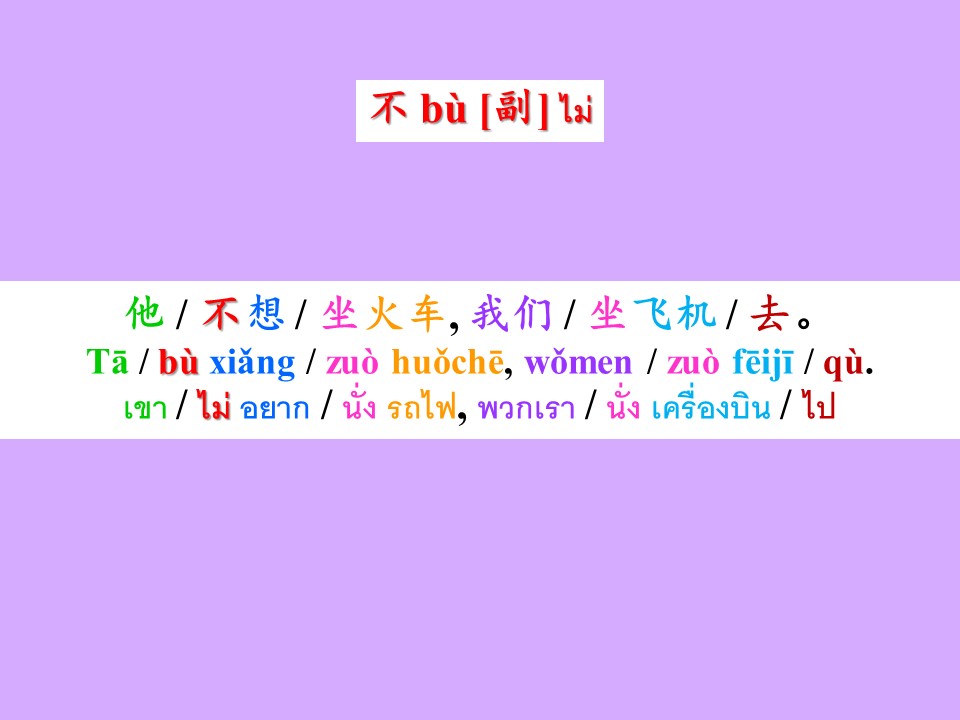 不 bù [副] ไม่
他 / 不想 / 坐火车, 我们 / 坐飞机 / 去。
Tā / bù xiǎng / zuò huǒchē, wǒmen / zuò fēijī / qù.
เขา / ไม่ อยาก / นั่ง รถไฟ, พวกเรา / นั่ง เครื่องบิน / ไป